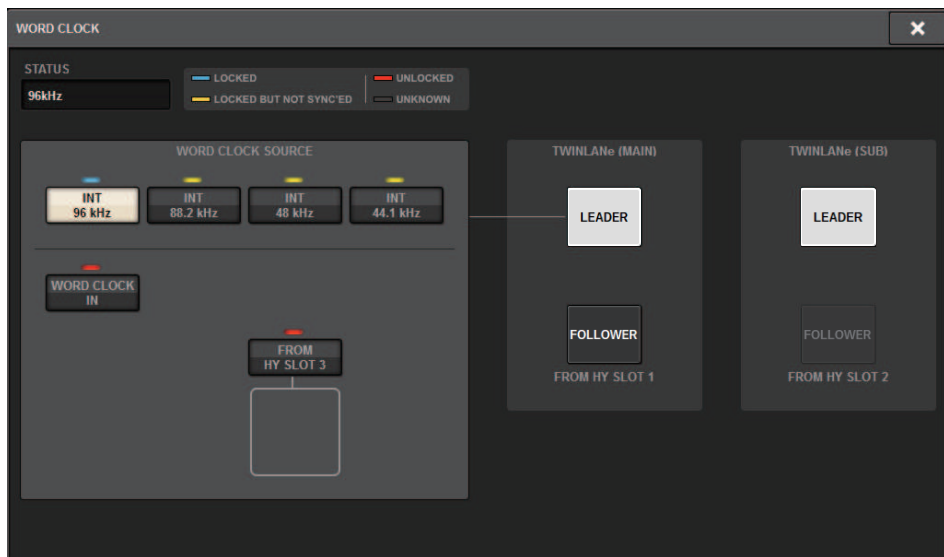 WORD CLOCK
STATUS
96kHz
LOCKED
UNLOCKED
LOCKED BUT NOT SYNC'ED
UNKNOWN
WORD CLOCK SOURCE
TWINLANe (MAIN)
TWINLANe (SUB)
INT
96 kHz
INT
88.2 kHz
INT
48 kHz
INT
44.1 kHz
LEADER
LEADER
WORD CLOCK
IN
FROM
HY SLOT 3
FOLLOWER
FOLLOWER
FROM HY SLOT 1
FROM HY SLOT 2